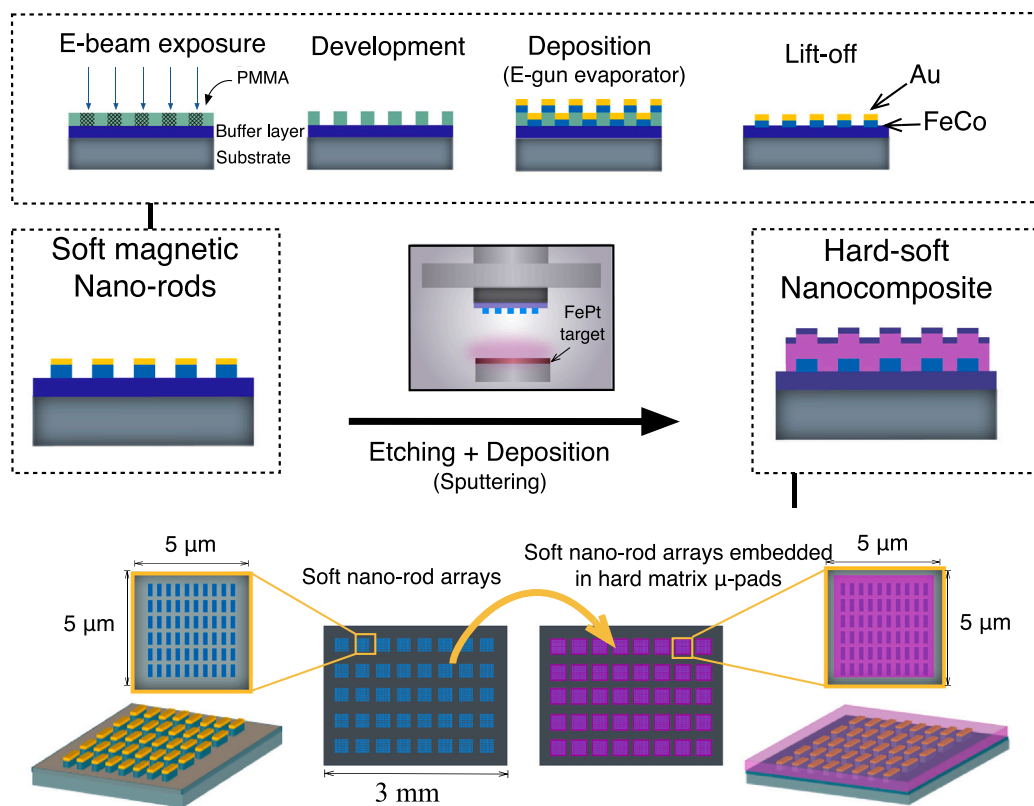 E-beam exposure
PMMA
Buffer layer
Substrate
Development
Deposition
(E-gun evaporator)
Lift-off
Au
FeCo
Soft magnetic
Nano-rods
FePt
target
Etching + Deposition
(Sputtering)
Hard-soft
Nanocomposite
5 μm
5 μm
Soft nano-rod arrays
3 mm
Soft nano-rod arrays embedded
in hard matrix μ-pads
5 μm
5 μm